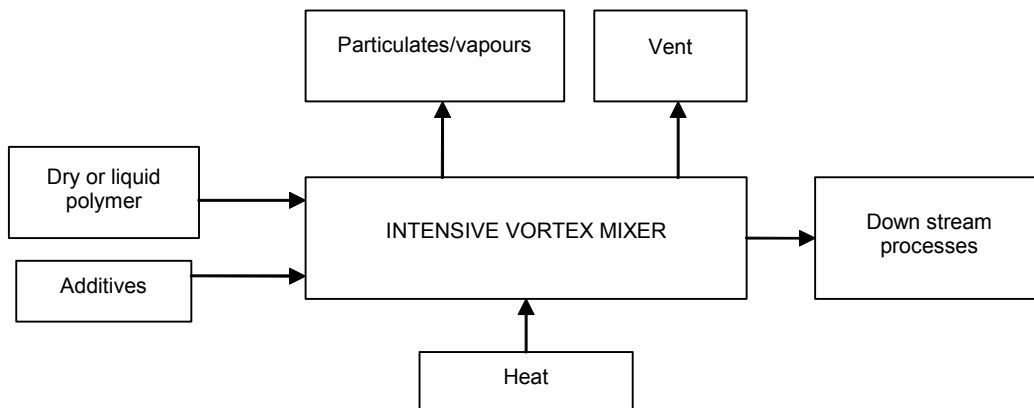 Particulates/vapours
Vent
Dry or liquid
polymer
INTENSIVE VORTEX MIXER
Down stream
processes
Additives
Heat